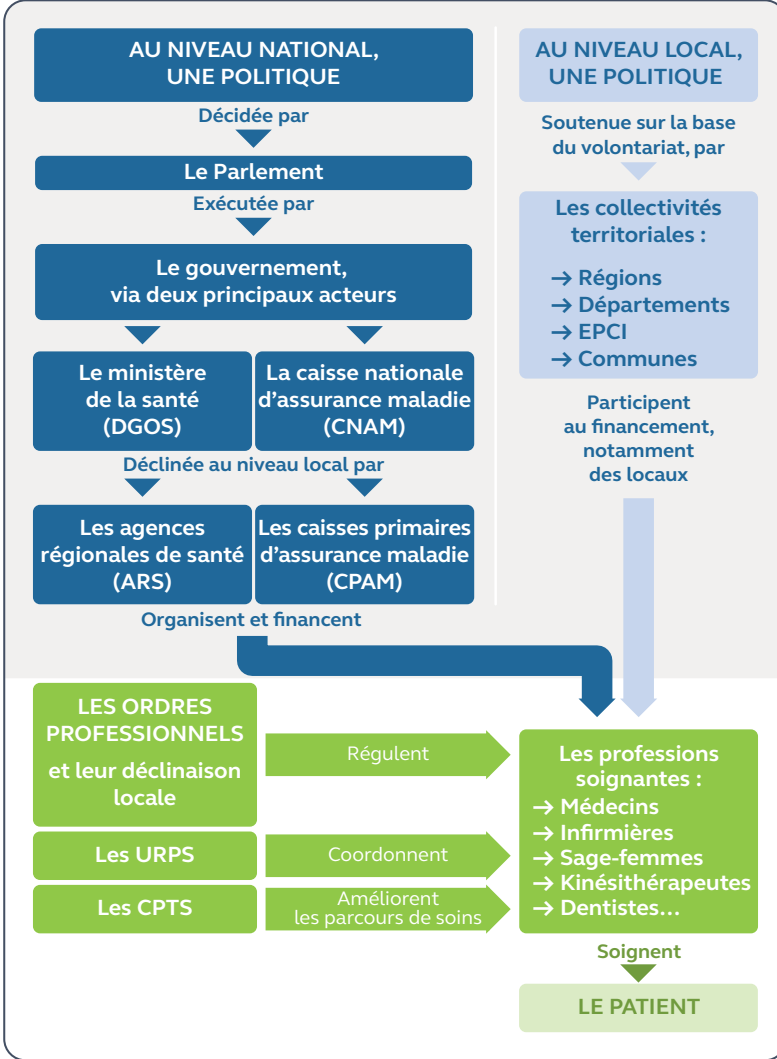 AU NIVEAU NATIONAL,
UNE POLITIQUE
Décidée par
Le Parlement
Exécutée par
Le gouvernement,
via deux principaux acteurs
Le ministère
de la santé
(DGOS)
La caisse nationale
d'assurance maladie
(CNAM)
Déclinée au niveau local par
Les agences
régionales de santé
(ARS)
Les caisses primaires
d'assurance maladie
(CPAM)
Organisent et financent
AU NIVEAU LOCAL,
UNE POLITIQUE
Soutenue sur la base
du volontariat, par
Les collectivités
territoriales :
→ Régions
→ Départements
→ EPCI
→ Communes
Participent
au financement,
notamment
des locaux
LES ORDRES
PROFESSIONNELS
et leur déclinaison
locale
Régulent
Les URPS
Coordonnent
Les CPTS
Améliorent
les parcours de soins
Les professions
soignantes :
→ Médecins
→ Infirmières
→ Sage-femmes
→ Kinésithérapeutes
→ Dentistes...
Soignent
LE PATIENT